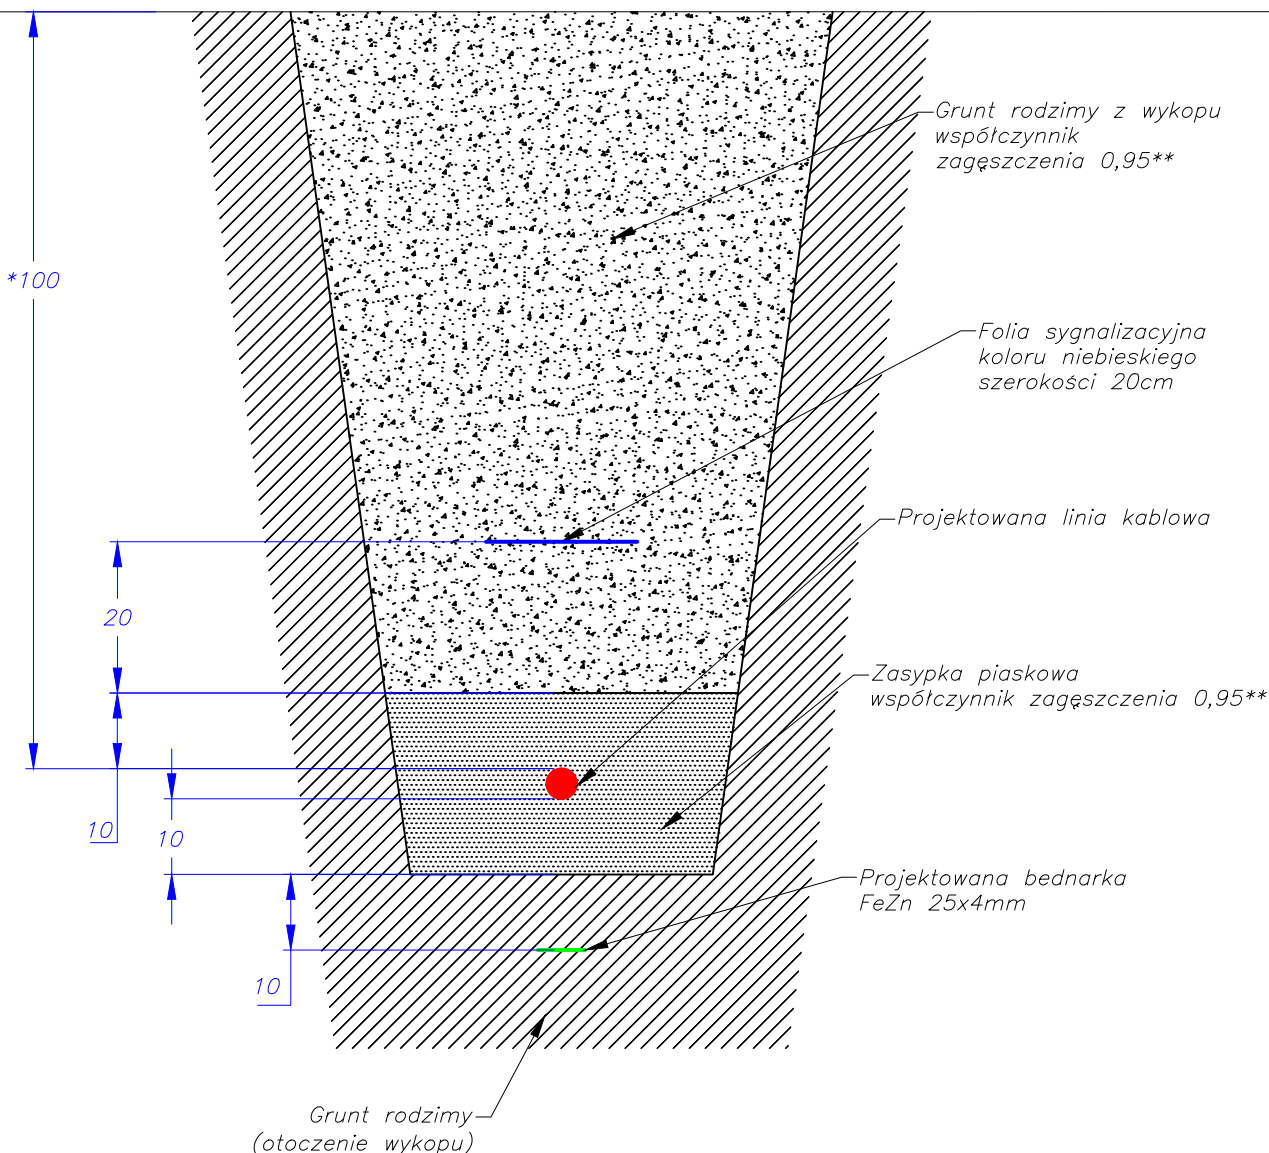 Grunt rodzimy z wykopu
współczynnik
zagęszczenia 0,95**
*100
Folia sygnalizacyjna
koloru niebieskiego
szerokości 20cm
Projektowana linia kablowa
20
Zasypka piaskowa
współczynnik zagęszczenia 0,95**
10
10
Projektowana bednarka
FeZn 25x4mm
10
Grunt rodzimy
(otoczenie wykopu)